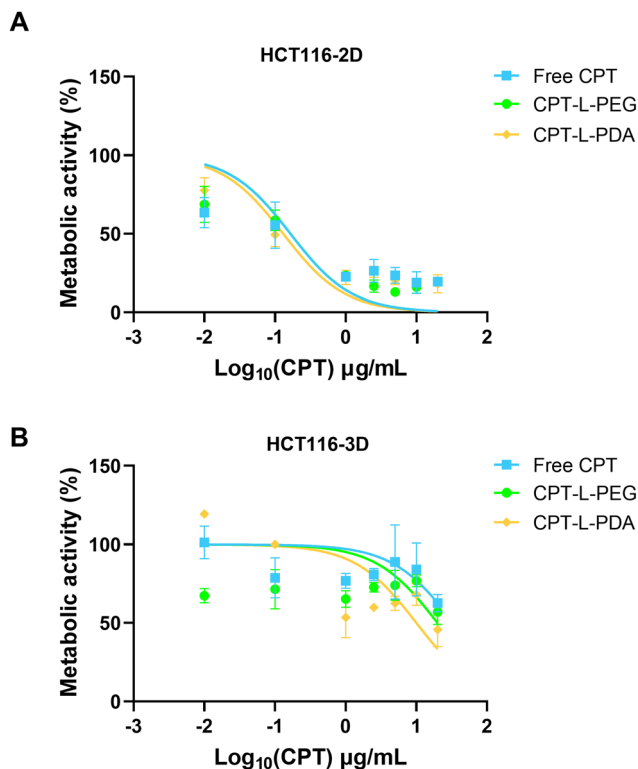 A
HCT116-2D
Metabolic activity (%)
150
100
50
0
-3
-2
-1
0
1
2
Log10(CPT) μg/mL
Free CPT
CPT-L-PEG
CPT-L-PDA
B
HCT116-3D
Metabolic activity (%)
150
100
50
0
-3
-2
-1
0
1
2
Log10(CPT) μg/mL
Free CPT
CPT-L-PEG
CPT-L-PDA